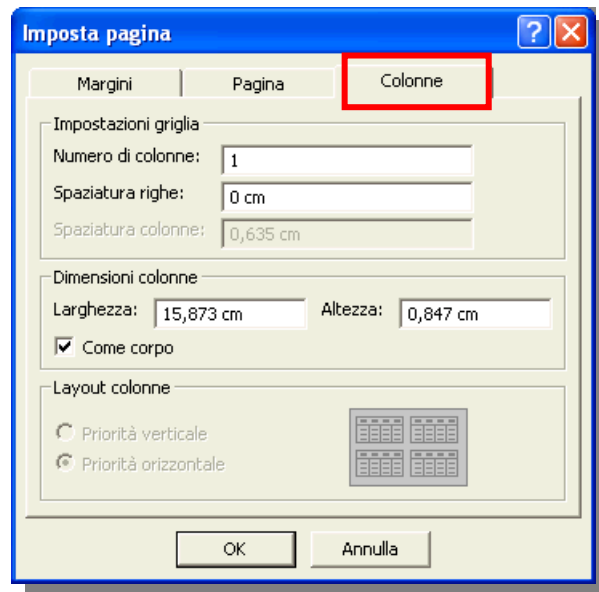 Imposta pagina
Margini Pagina Colonne
Impostazioni griglia
Numero di colonne: 1
Spaziatura righe: 0 cm
Spaziatura colonne: 0,635 cm
Dimensioni colonne
Larghezza: 15,873 cm Altezza: 0,847 cm
Come corpo
Layout colonne
Priorità verticale
Priorità orizzontale
OK Annulla